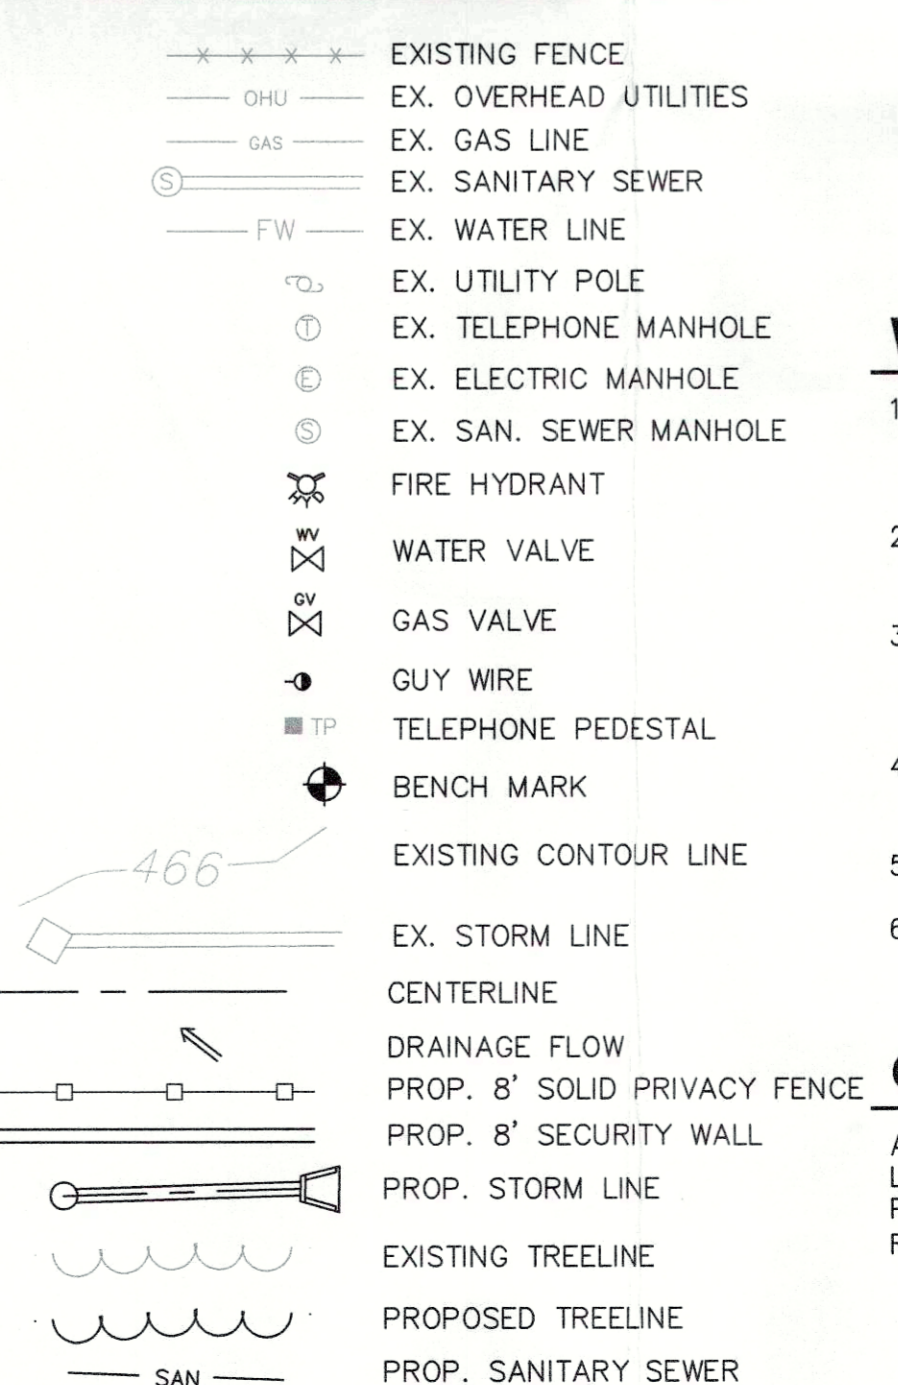 X X X X EXISTING FENCE
OHU EX. OVERHEAD UTILITIES
GAS EX. GAS LINE
S EX. SANITARY SEWER
FW EX. WATER LINE
EX. UTILITY POLE
T EX. TELEPHONE MANHOLE
E EX. ELECTRIC MANHOLE
S EX. SAN. SEWER MANHOLE
FIRE HYDRANT
WV WATER VALVE
GV GAS VALVE
GUY WIRE
TP TELEPHONE PEDESTAL
BENCH MARK
466 EXISTING CONTOUR LINE
EX. STORM LINE
CENTERLINE
DRAINAGE FLOW
PROP. 8' SOLID PRIVACY FENCE
PROP. 8' SECURITY WALL
PROP. STORM LINE
EXISTING TREELINE
PROPOSED TREELINE
SAN PROP. SANITARY SEWER